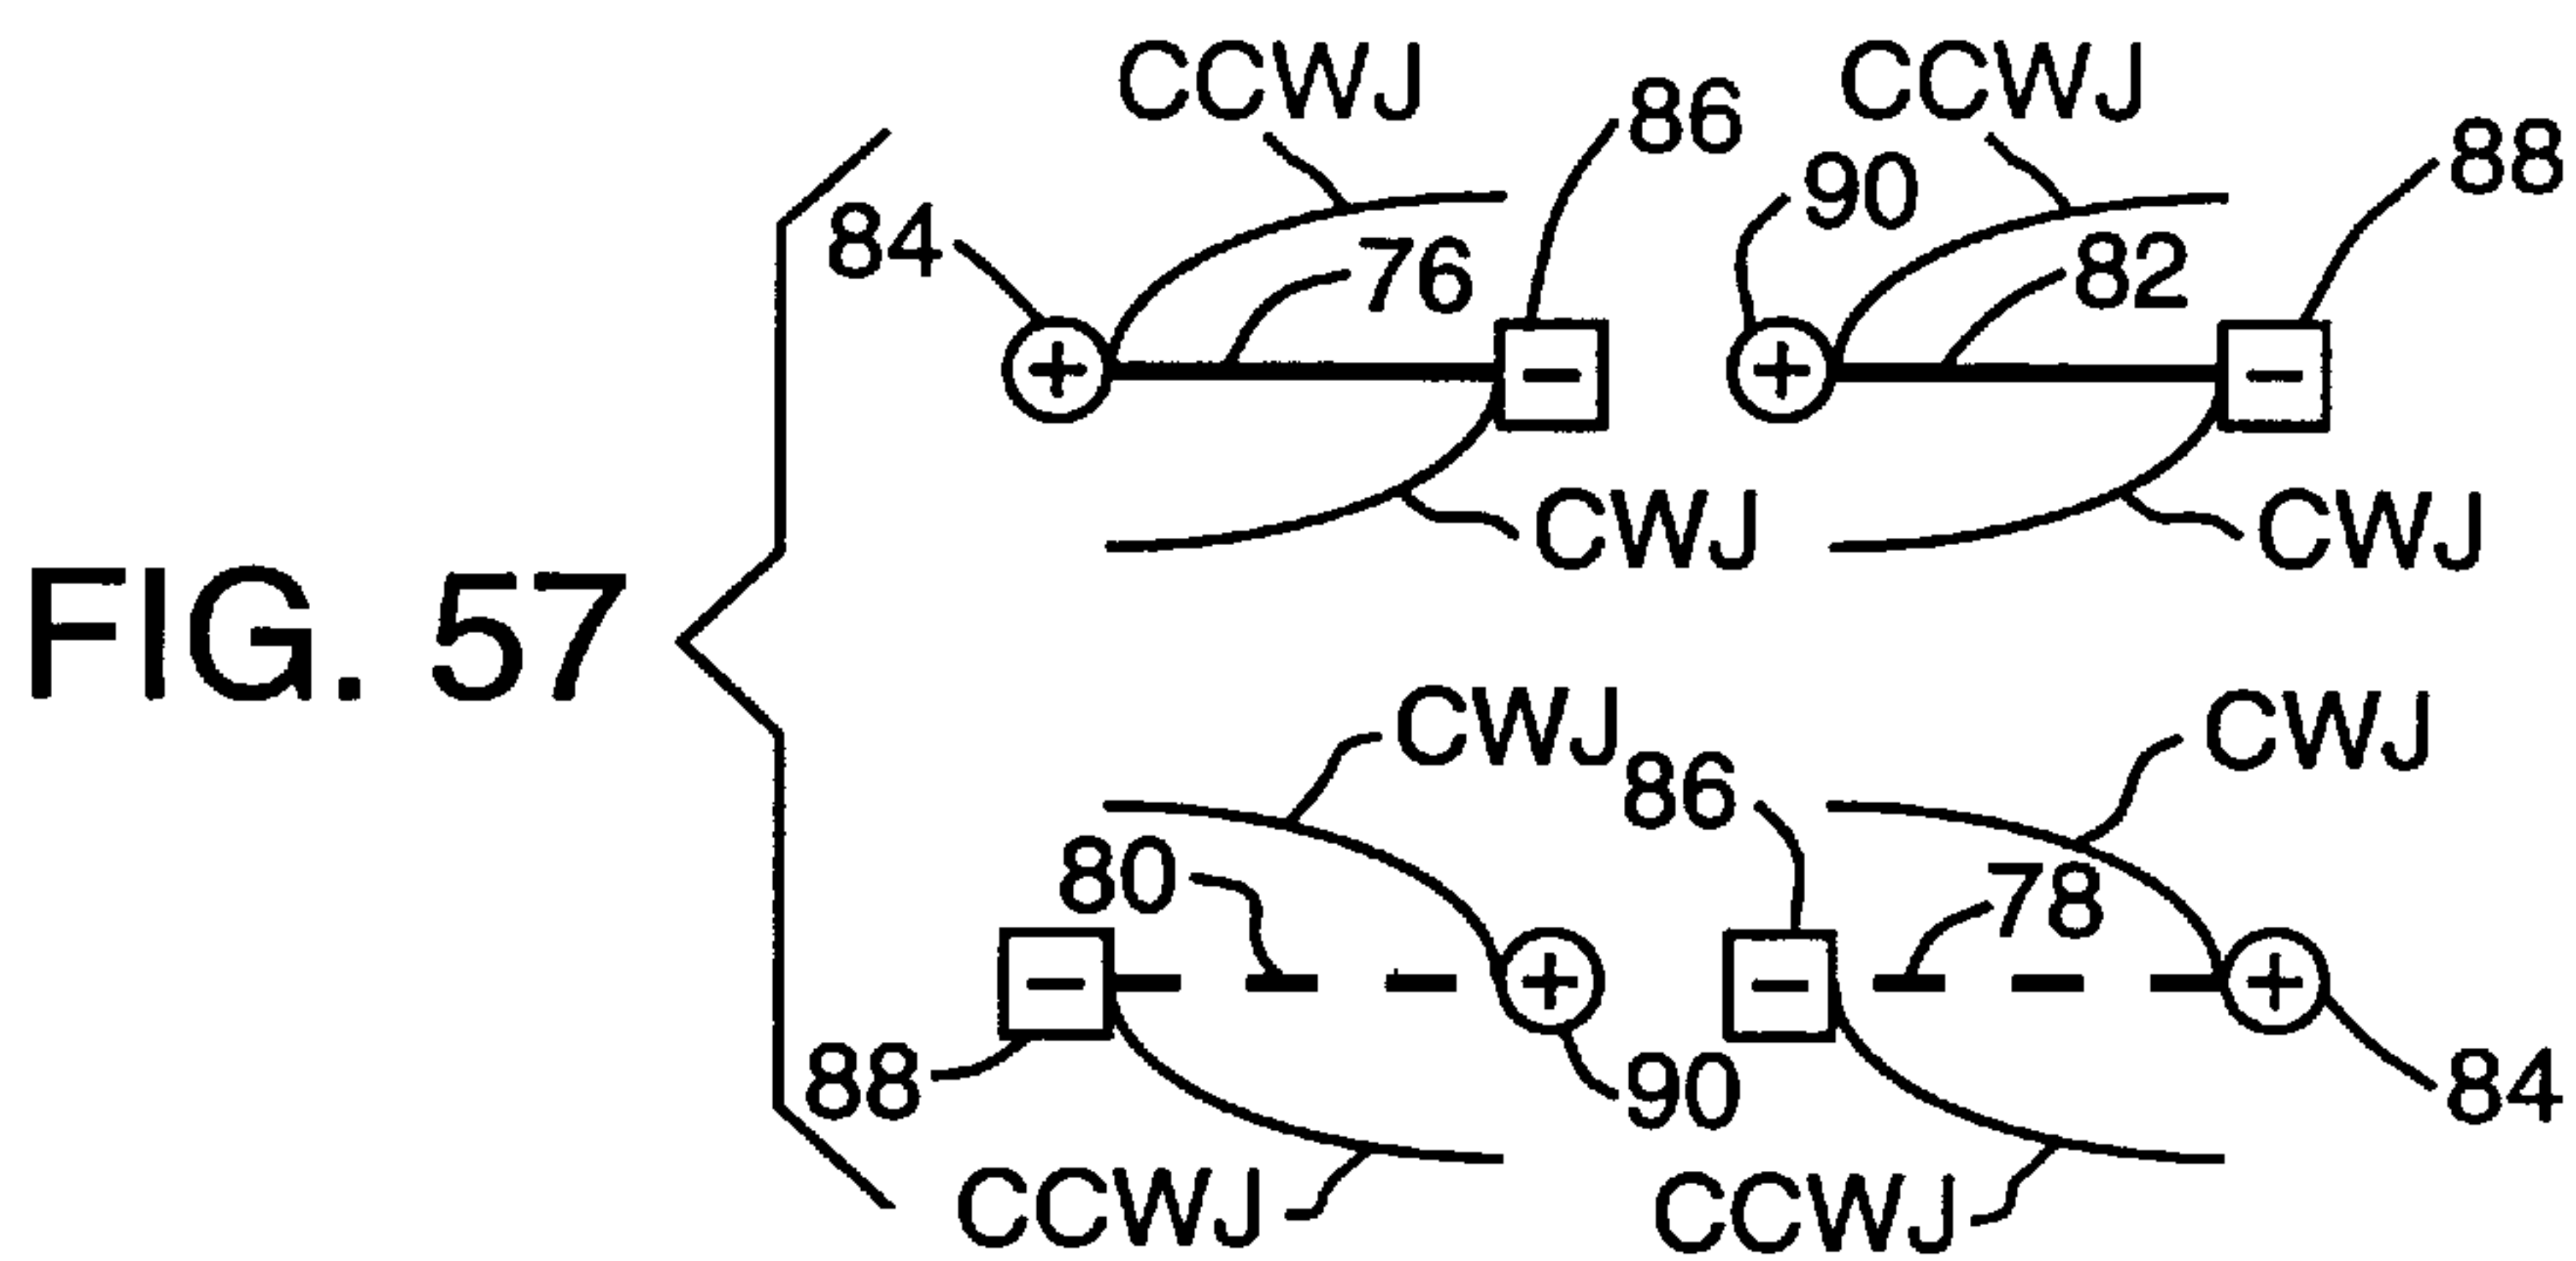 CCWJ CCWJ
86 90 88
84 76 82
+ - + -
CWJ CWJ
FIG. 57
CWJ CWJ
86
80 78
- + - +
88 90 84
CCWJ CCWJ